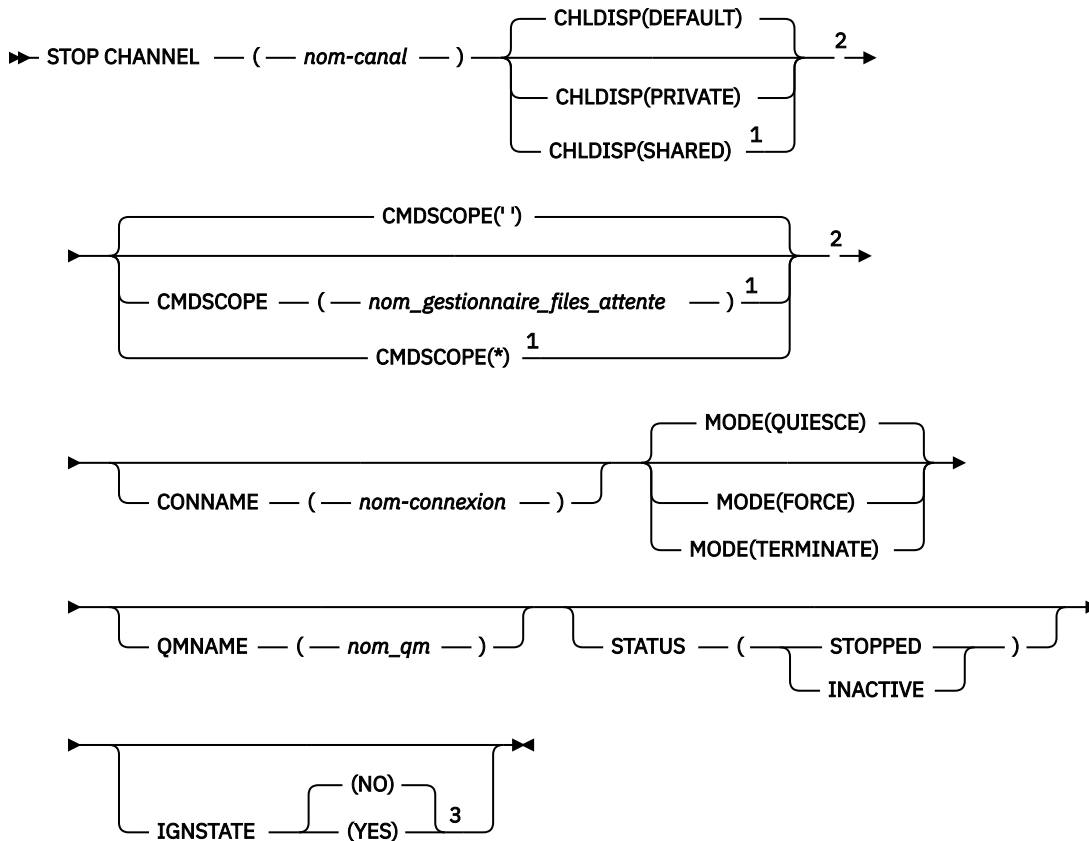 CHLDISP(DEFAULT)
STOP CHANNEL ( nom-canal ) 2
CHLDISP(PRIVATE)
CHLDISP(SHARED) 1
CMDSCOPE(' ')
2
CMDSCOPE ( nom_gestionnaire_files_attente ) 1
CMDSCOPE(*) 1
MODE(QUIESCE)
CONNAME ( nom-connexion ) MODE(FORCE)
MODE(TERMINATE)
QMNAME ( nom_qm ) STATUS ( STOPPED )
INACTIVE
(NO)
IGNSTATE (YES) 3